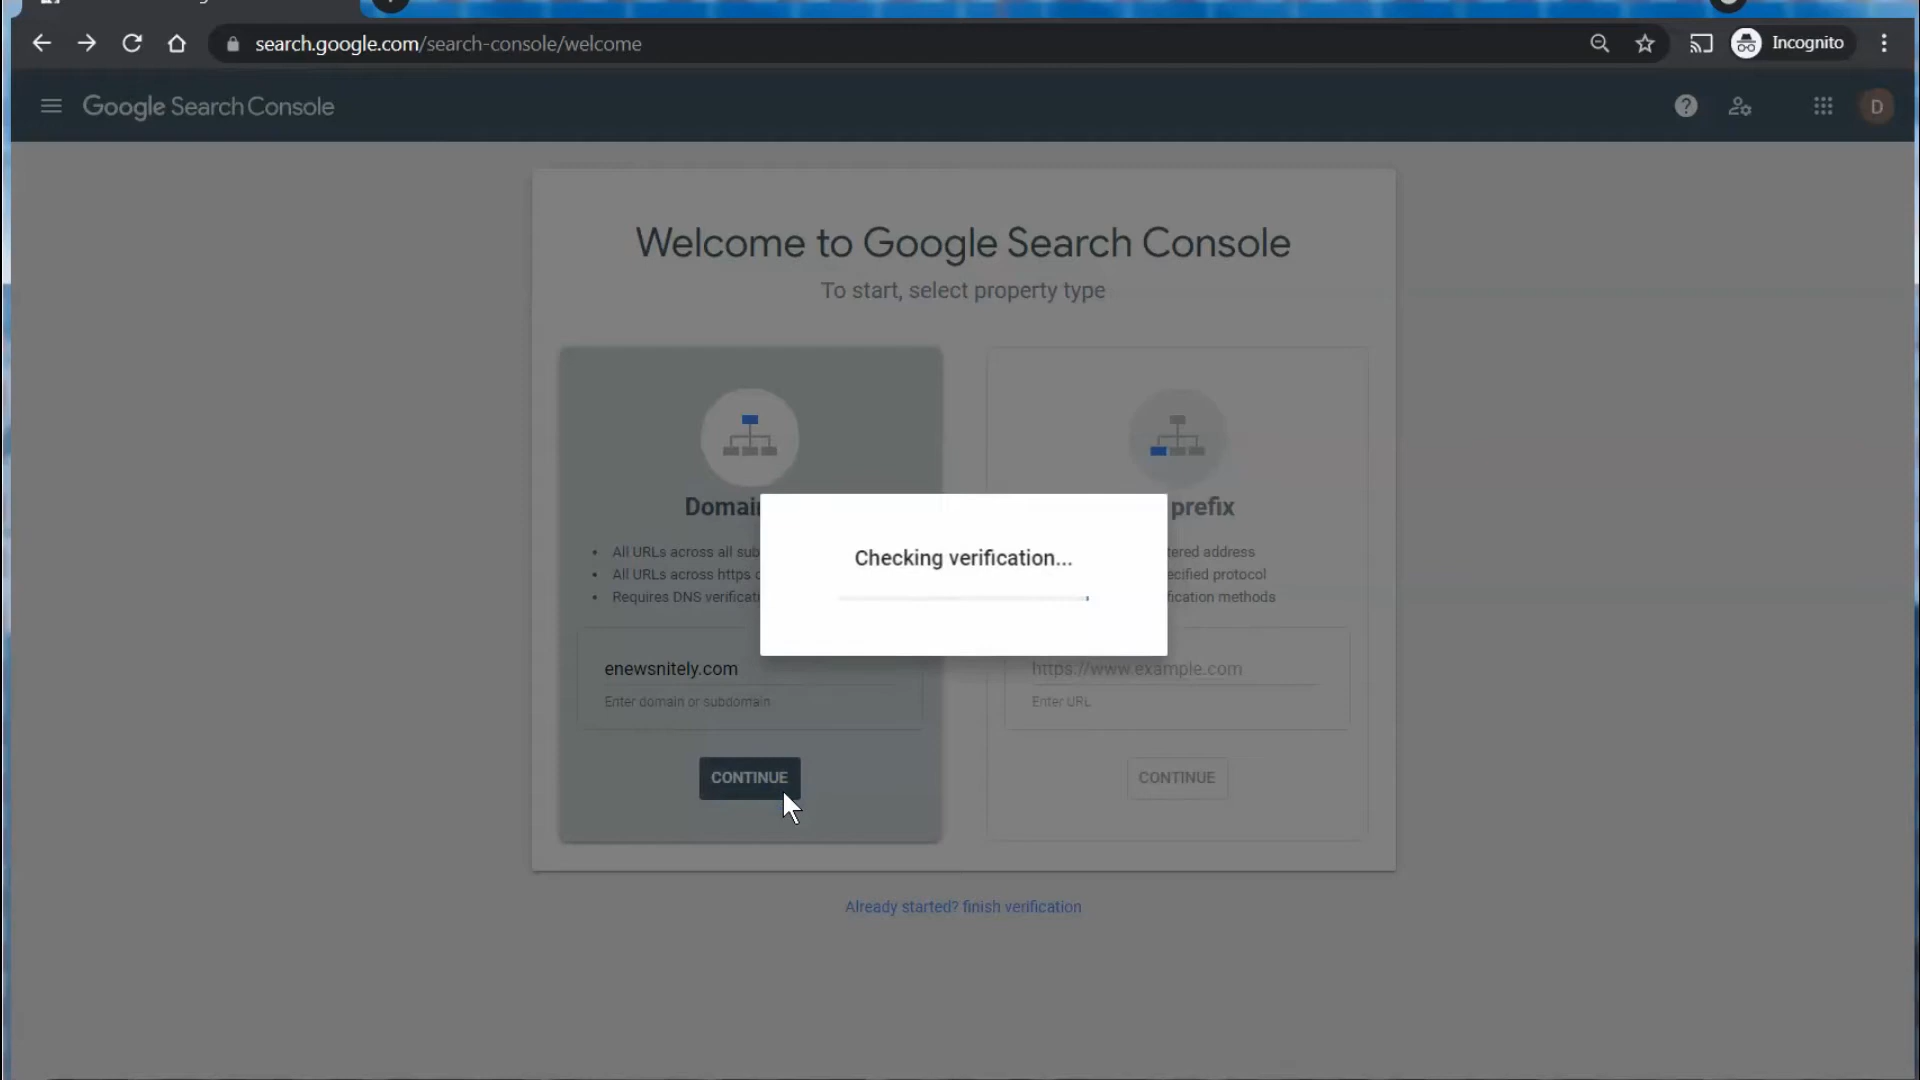 search.google.com/search-console/welcome
Incognito
Google Search Console
D
Welcome to Google Search Console
To start, select property type
Domai
prefix
All URLs across all sub
All URLs across https
Requires DNS verificati
tered address
cified protocol
fication methods
Checking verification...
enewsnitely.com
Enter domain or subdomain
https://www.example.com
Enter URL
CONTINUE
CONTINUE
Already started? finish verification